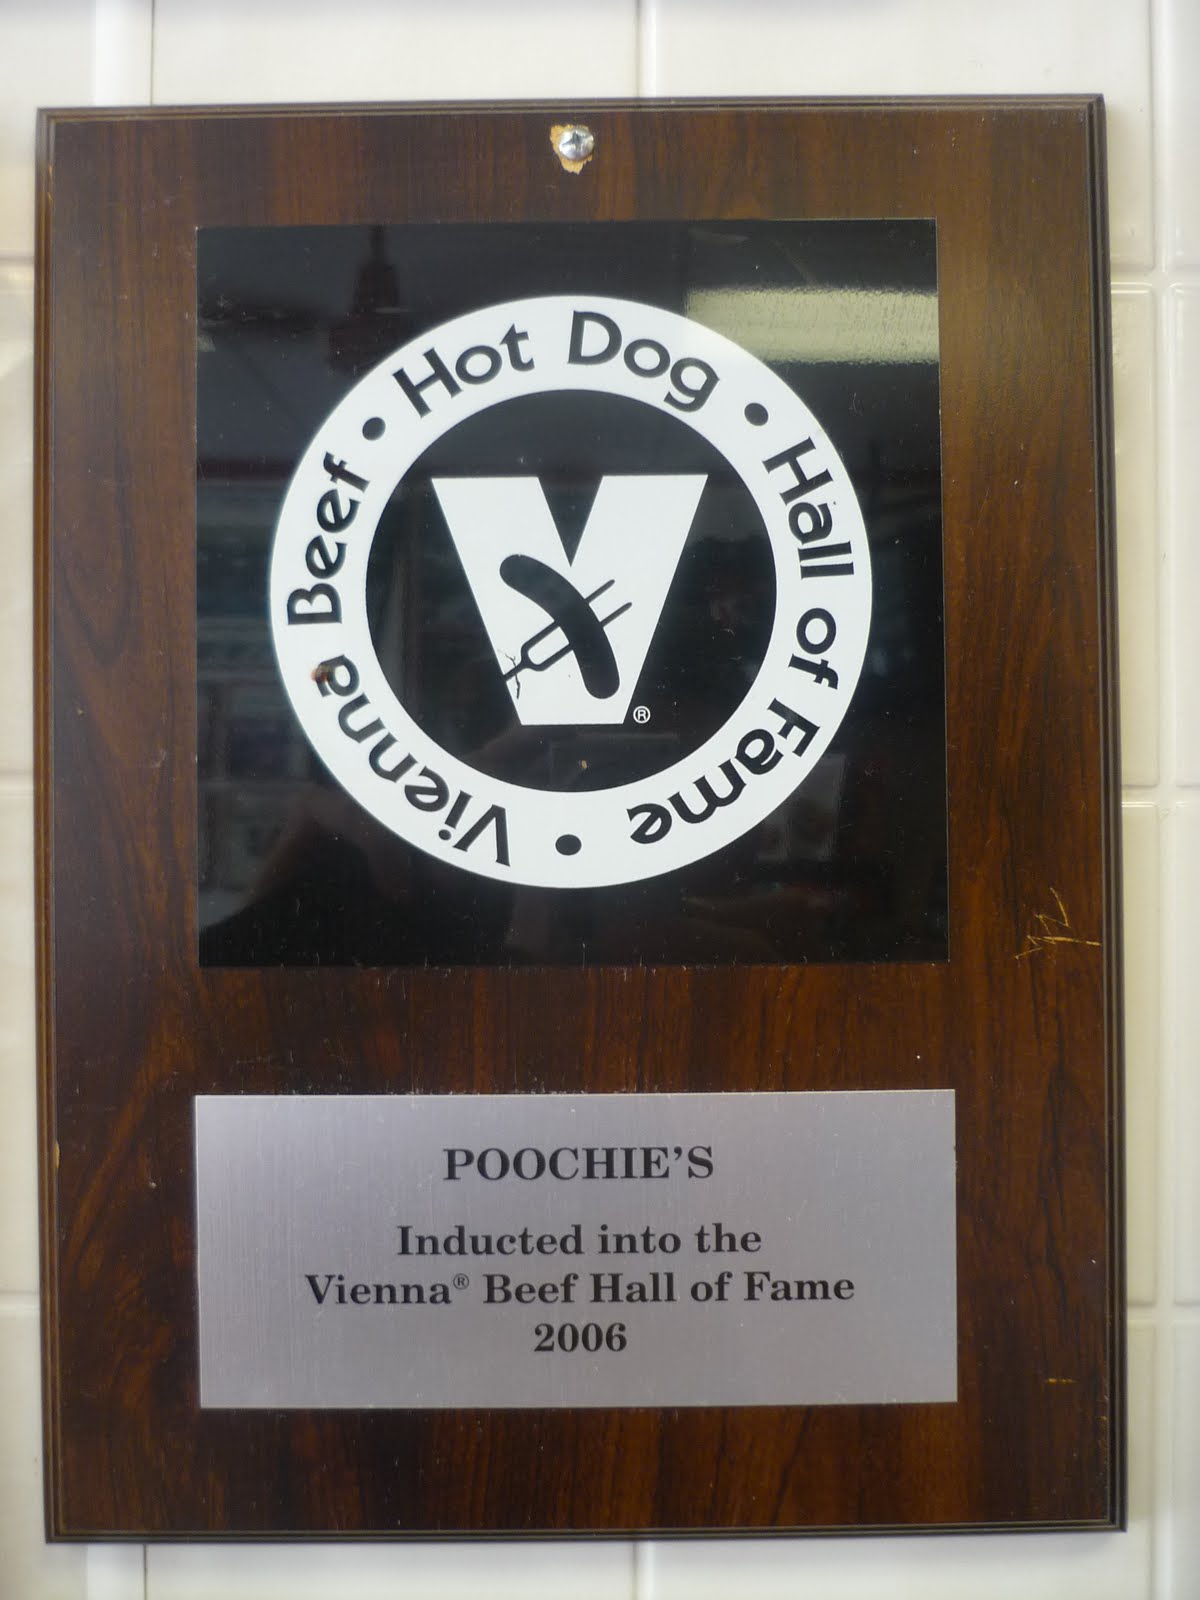 Vienna Beef • Hot Dog • Hall of Fame •
V
®
POOCHIE'S
Inducted into the
Vienna® Beef Hall of Fame
2006